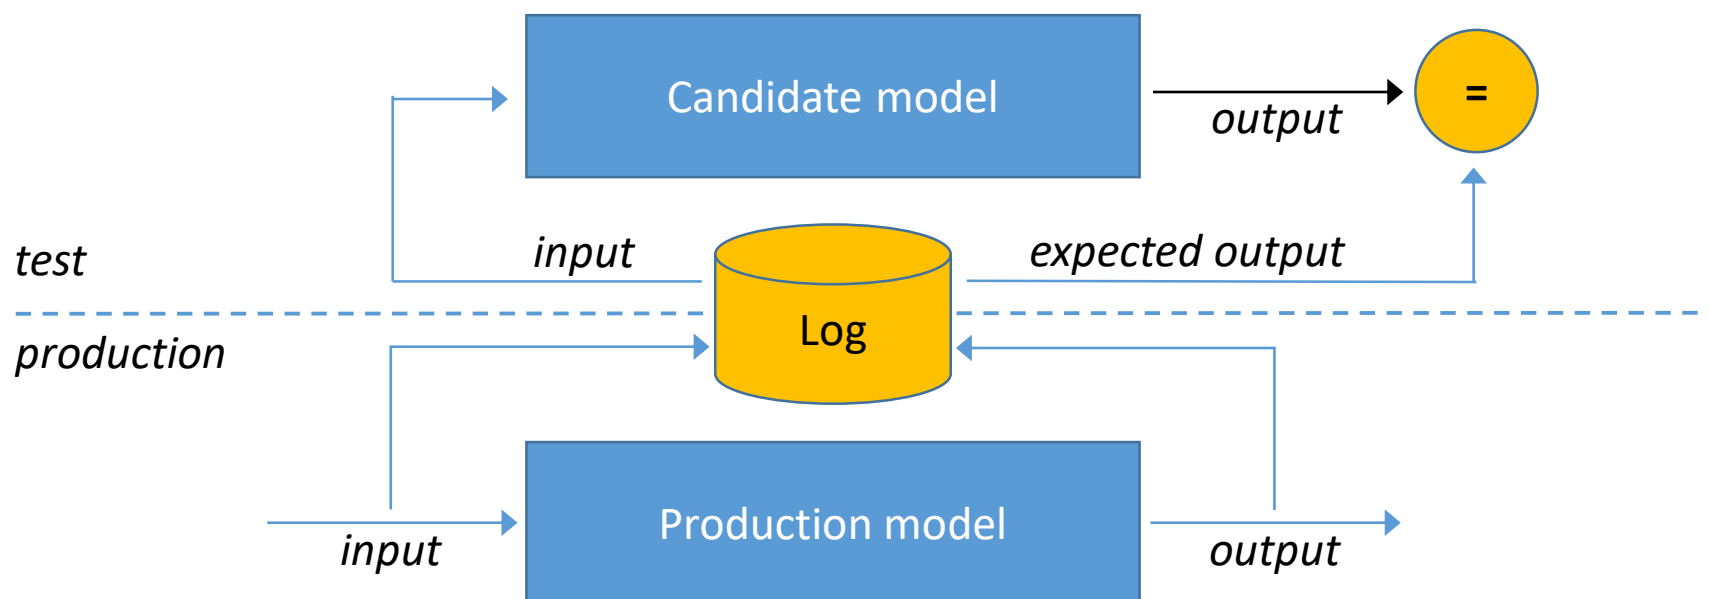 Candidate model
=
output
test
input
expected output
Log
production
Production model
input
output